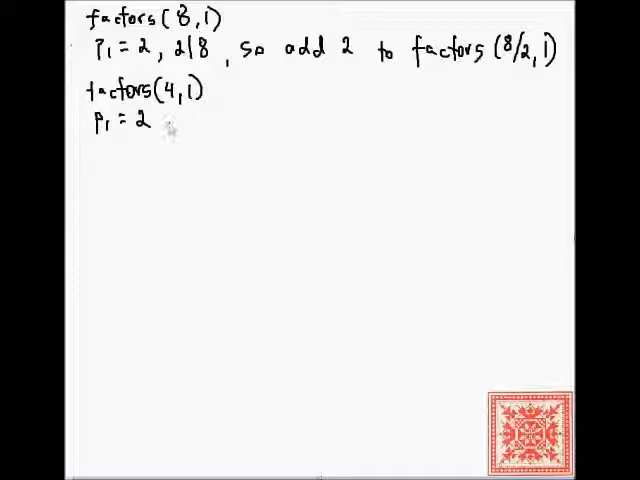 factors(8,1)
p₁ = 2, 2|8, so add 2 to factors(8/2,1)
factors(4,1)
p₁ = 2